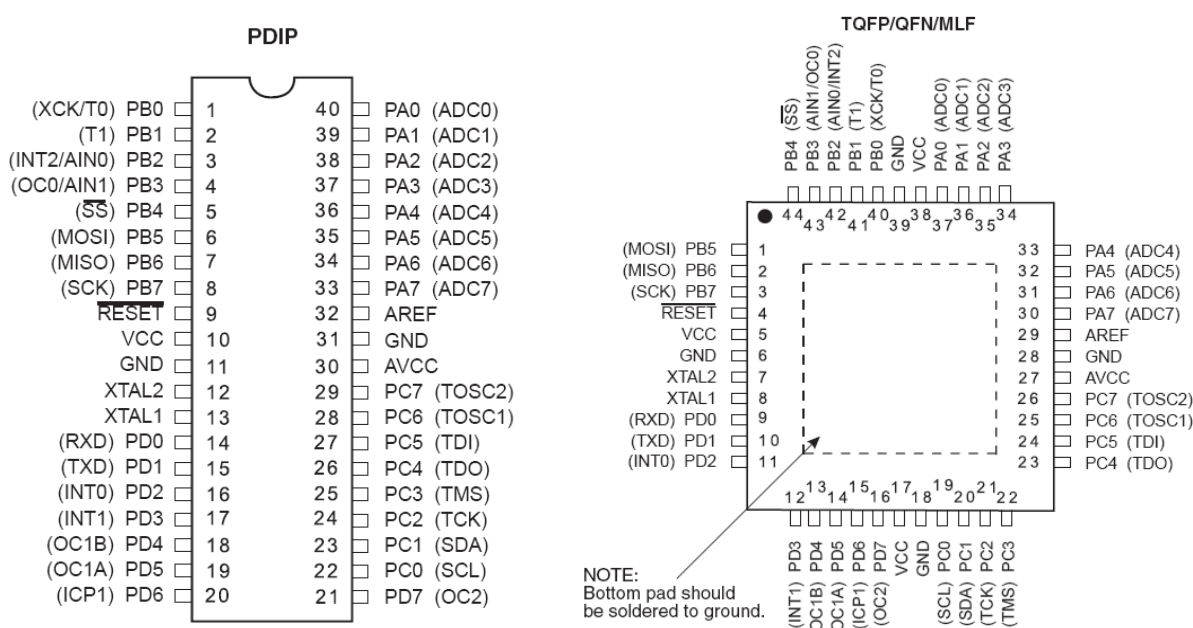 PDIP
(XCK/T0) PB0 1 40 PA0 (ADC0)
(T1) PB1 2 39 PA1 (ADC1)
(INT2/AIN0) PB2 3 38 PA2 (ADC2)
(OC0/AIN1) PB3 4 37 PA3 (ADC3)
(SS) PB4 5 36 PA4 (ADC4)
(MOSI) PB5 6 35 PA5 (ADC5)
(MISO) PB6 7 34 PA6 (ADC6)
(SCK) PB7 8 33 PA7 (ADC7)
RESET 9 32 AREF
VCC 10 31 GND
GND 11 30 AVCC
XTAL2 12 29 PC7 (TOSC2)
XTAL1 13 28 PC6 (TOSC1)
(RXD) PD0 14 27 PC5 (TDI)
(TXD) PD1 15 26 PC4 (TDO)
(INT0) PD2 16 25 PC3 (TMS)
(INT1) PD3 17 24 PC2 (TCK)
(OC1B) PD4 18 23 PC1 (SDA)
(OC1A) PD5 19 22 PC0 (SCL)
(ICP1) PD6 20 21 PD7 (OC2)
TQFP/QFN/MLF
PB4 (SS)
PB3 (AIN1/OC0)
PB2 (AIN0/INT2)
PB1 (T1)
PB0 (XCK/T0)
GND
VCC
PA0 (ADC0)
PA1 (ADC1)
PA2 (ADC2)
PA3 (ADC3)
44 43 42 41 40 39 38 37 36 35 34
(MOSI) PB5 1 33 PA4 (ADC4)
(MISO) PB6 2 32 PA5 (ADC5)
(SCK) PB7 3 31 PA6 (ADC6)
RESET 4 30 PA7 (ADC7)
VCC 5 29 AREF
GND 6 28 GND
XTAL2 7 27 AVCC
XTAL1 8 26 PC7 (TOSC2)
(RXD) PD0 9 25 PC6 (TOSC1)
(TXD) PD1 10 24 PC5 (TDI)
(INT0) PD2 11 23 PC4 (TDO)
12 13 14 15 16 17 18 19 20 21 22
(INT1) PD3
OC1B) PD4
OC1A) PD5
(ICP1) PD6
(OC2) PD7
VCC
GND
(SCL) PC0
(SDA) PC1
(TCK) PC2
(TMS) PC3
NOTE:
Bottom pad should
be soldered to ground.